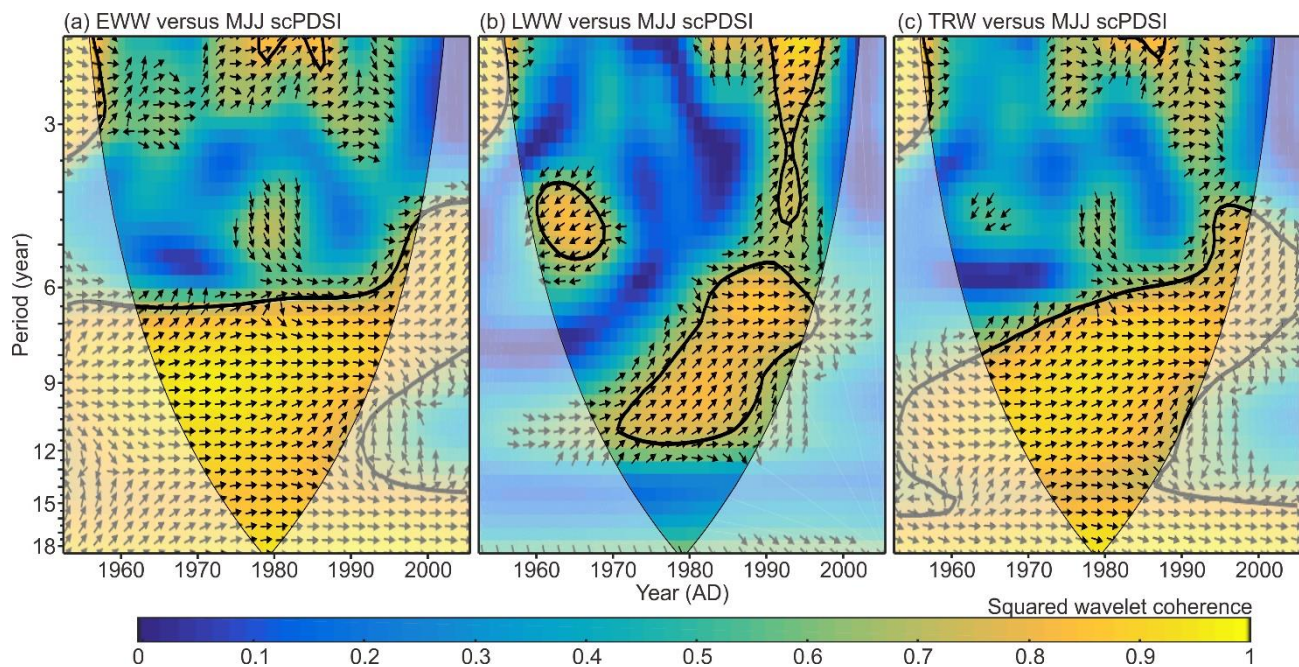 (a) EWW versus MJJ scPDSI
(b) LWW versus MJJ scPDSI
(c) TRW versus MJJ scPDSI
Period (year)
3
6
9
12
15
18
1960 1970 1980 1990 2000
1960 1970 1980 1990 2000
1960 1970 1980 1990 2000
Year (AD)
Squared wavelet coherence
0 0.1 0.2 0.3 0.4 0.5 0.6 0.7 0.8 0.9 1